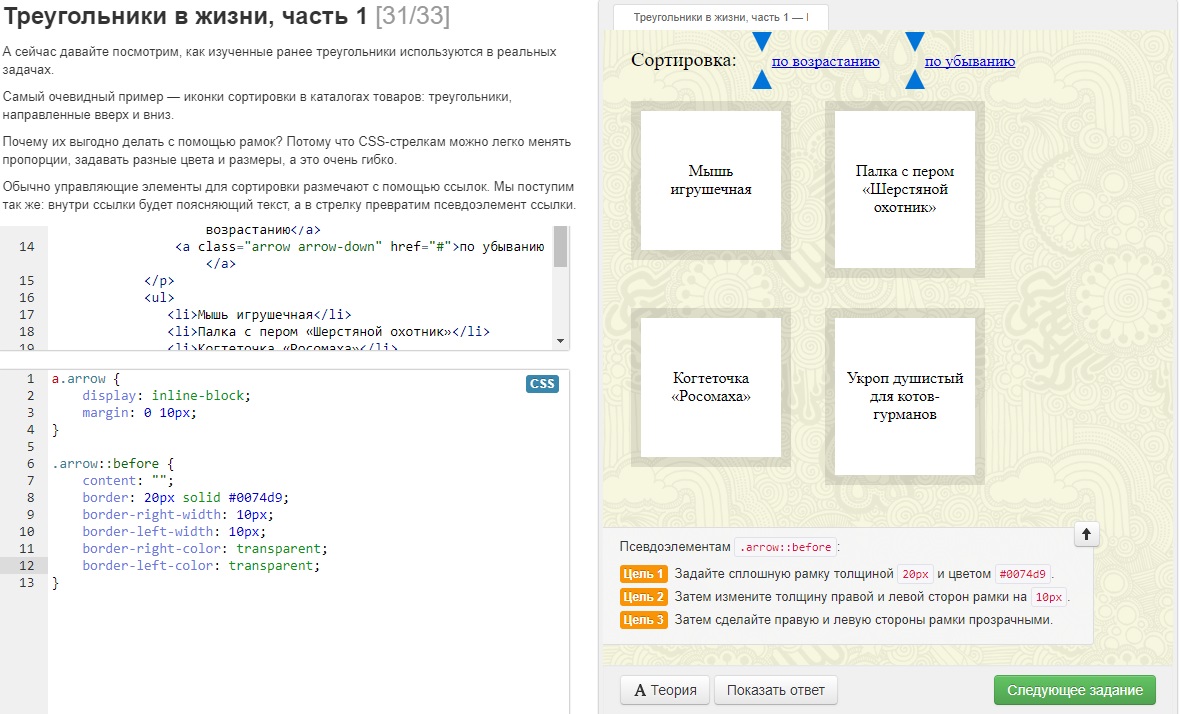 Треугольники в жизни, часть 1 [31/33]
А сейчас давайте посмотрим, как изученные ранее треугольники используются в реальных
задачах.
Самый очевидный пример — иконки сортировки в каталогах товаров: треугольники,
направленные вверх и вниз.
Почему их выгодно делать с помощью рамок? Потому что CSS-стрелкам можно легко менять
пропорции, задавать разные цвета и размеры, а это очень гибко.
Обычно управляющие элементы для сортировки размечают с помощью ссылок. Мы поступим
так же: внутри ссылки будет поясняющий текст, а в стрелку превратим псевдоэлемент ссылки.
возрастанию</a>
14 <a class="arrow arrow-down" href="#">по убыванию
</a>
15 </p>
16 <ul>
17 <li>Мышь игрушечная</li>
18 <li>Палка с пером «Шерстяной охотник»</li>
19 <li>Когтеточка «Росомаха»</li>
CSS
1 a.arrow {
2 display: inline-block;
3 margin: 0 10px;
4 }
5
6 .arrow::before {
7 content: "";
8 border: 20px solid #0074d9;
9 border-right-width: 10px;
10 border-left-width: 10px;
11 border-right-color: transparent;
12 border-left-color: transparent;
13 }
Треугольники в жизни, часть 1 — I
Сортировка: по возрастанию по убыванию
Мышь
игрушечная
Палка с пером
«Шерстяной
охотник»
Когтеточка
«Росомаха»
Укроп душистый
для котов-
гурманов
Псевдоэлементам .arrow::before:
Цель 1 Задайте сплошную рамку толщиной 20px и цветом #0074d9.
Цель 2 Затем измените толщину правой и левой сторон рамки на 10px.
Цель 3 Затем сделайте правую и левую стороны рамки прозрачными.
A Теория Показать ответ Следующее задание